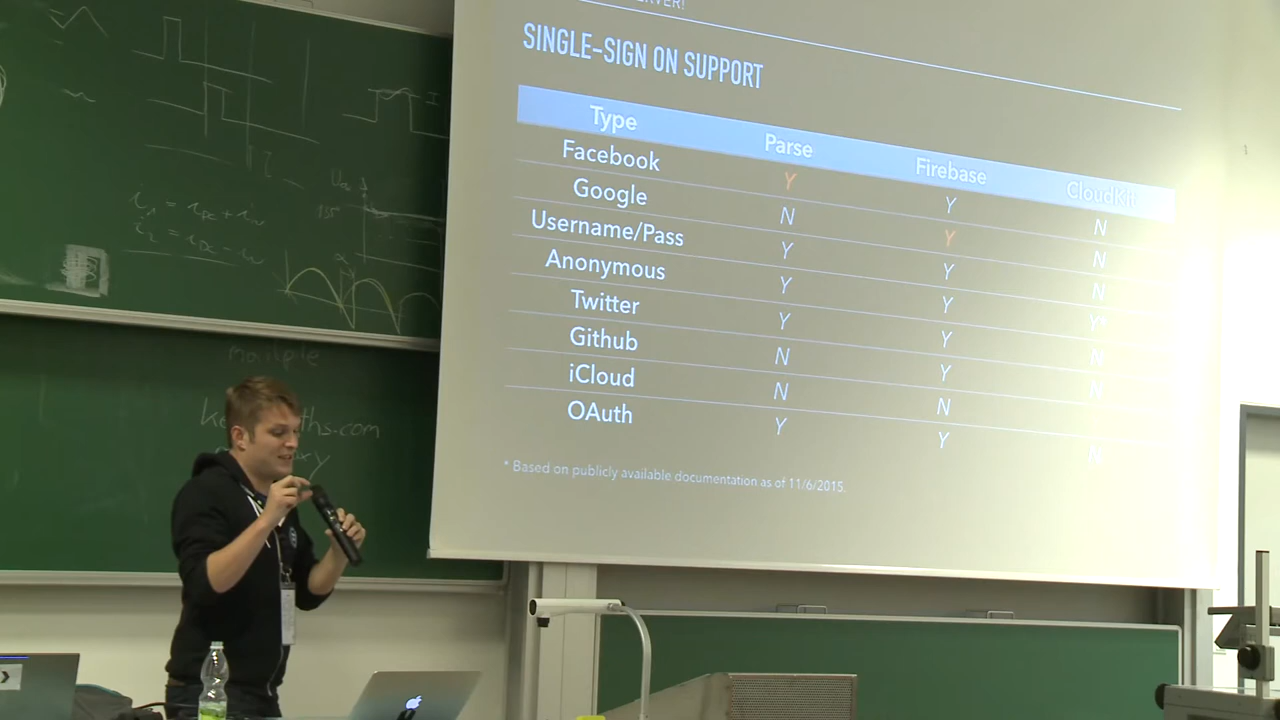 SINGLE-SIGN ON SUPPORT
Type Parse Firebase CloudKit
Facebook Y Y N
Google N Y N
Username/Pass Y Y N
Anonymous Y Y Y*
Twitter Y Y N
Github N Y N
iCloud N N
OAuth Y Y N
* Based on publicly available documentation as of 11/6/2015.